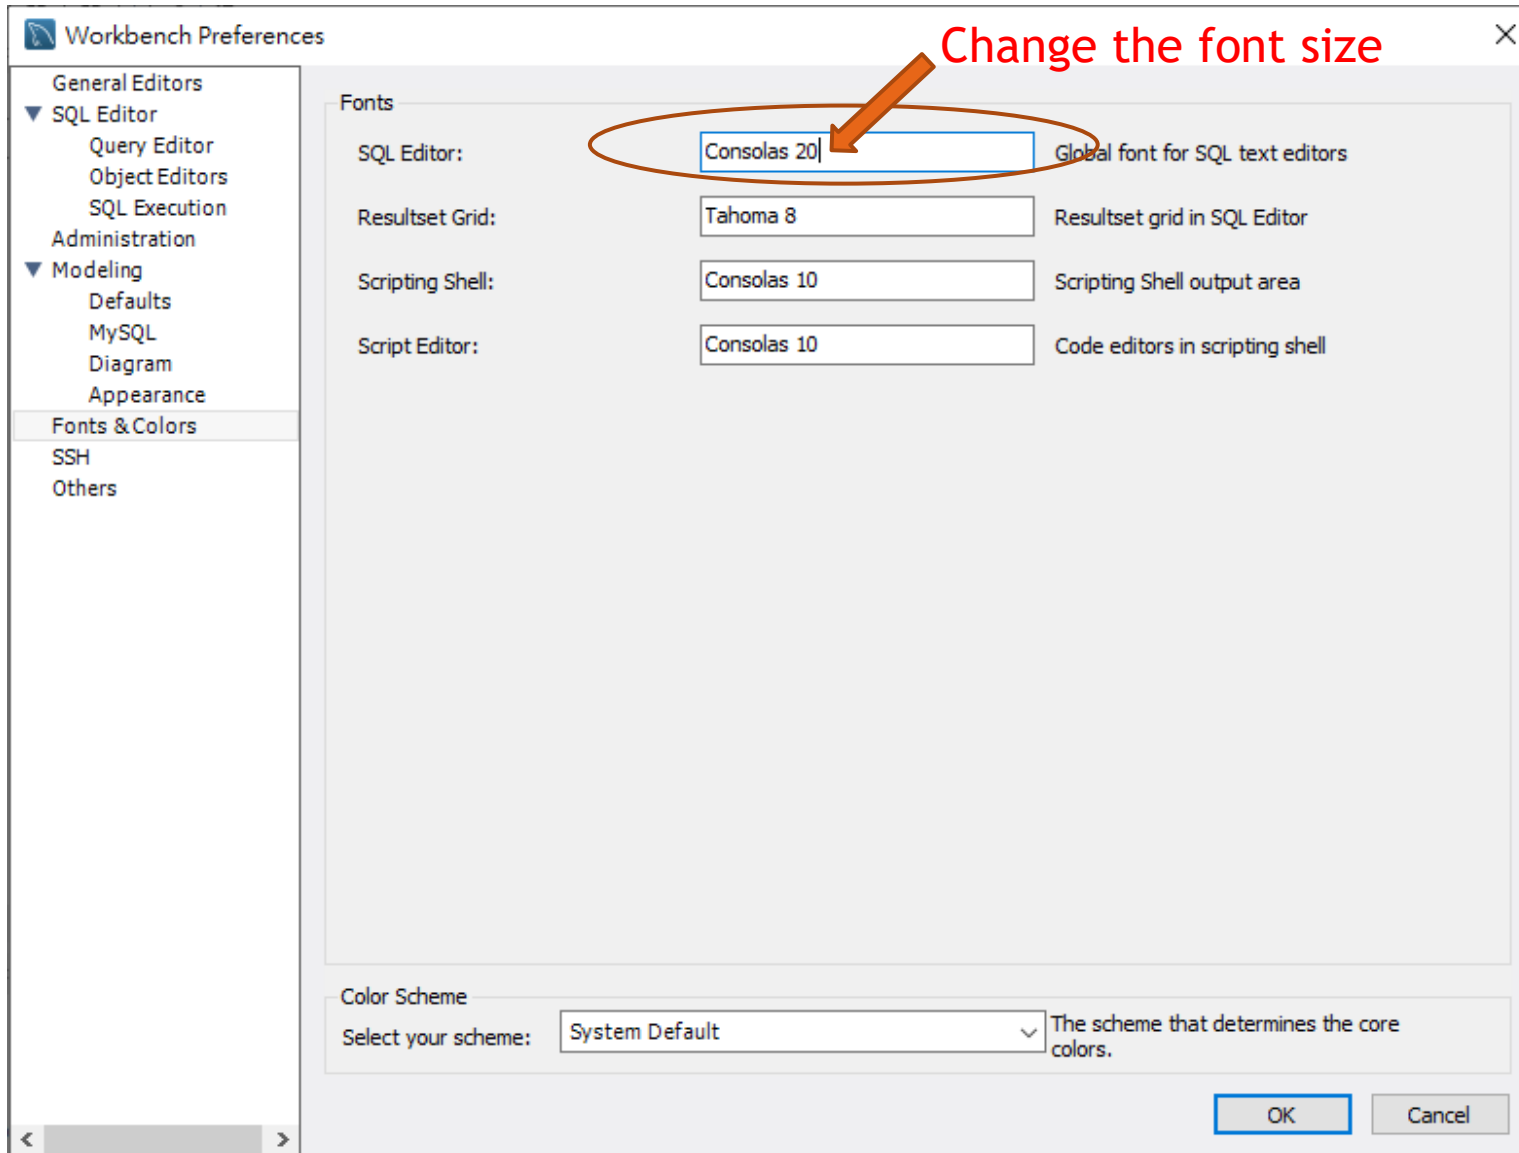 Workbench Preferences
Change the font size
General Editors
SQL Editor
Query Editor
Object Editors
SQL Execution
Administration
Modeling
Defaults
MySQL
Diagram
Appearance
Fonts & Colors
SSH
Others
Fonts
SQL Editor: Consolas 20 Global font for SQL text editors
Resultset Grid: Tahoma 8 Resultset grid in SQL Editor
Scripting Shell: Consolas 10 Scripting Shell output area
Script Editor: Consolas 10 Code editors in scripting shell
Color Scheme
Select your scheme: System Default The scheme that determines the core
colors.
OK Cancel